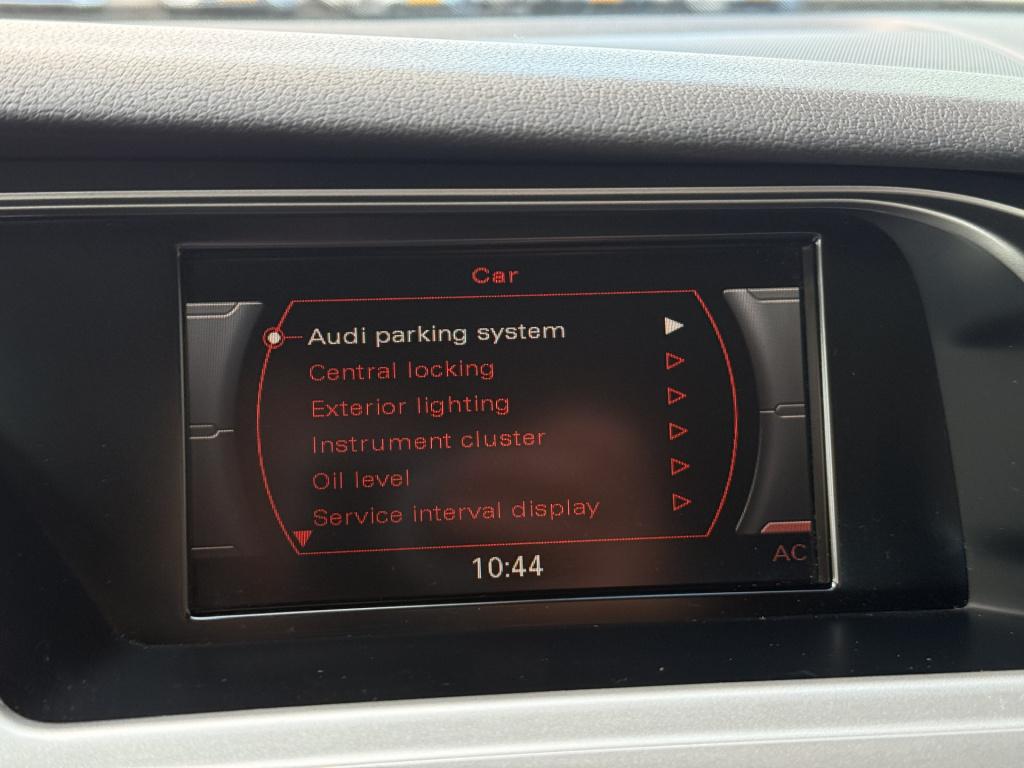 Car
Audi parking system
Central locking
Exterior lighting
Instrument cluster
Oil level
Service interval display
10:44
AC